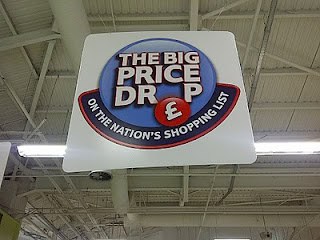 THE BIG
PRICE
DROP
£
ON THE NATION'S SHOPPING LIST